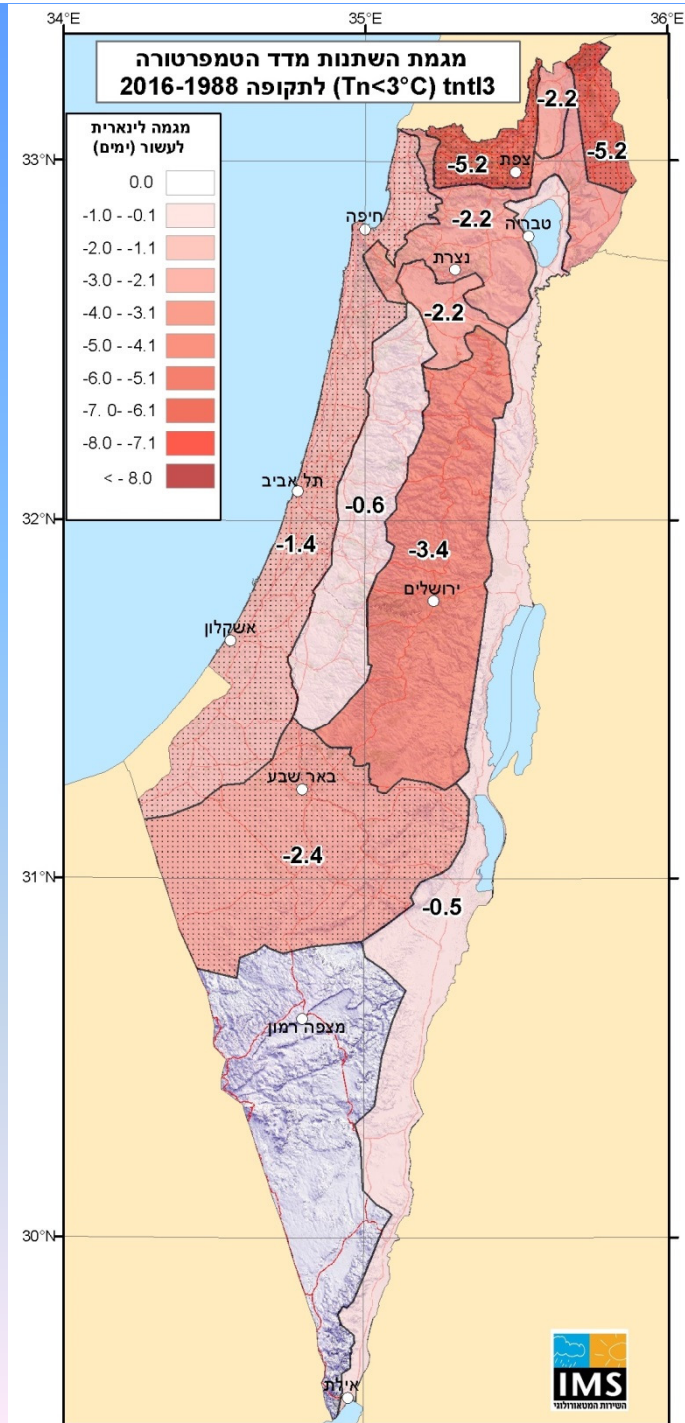 34°E
35°E
36°E
מגמת השתנות מדד הטמפרטורה
tntl3 (Tn<3°C) לתקופה 2016-1988
מגמה לינארית
לעשור (ימים)
0.0
-1.0 - -0.1
-2.0 - -1.1
-3.0 - -2.1
-4.0 - -3.1
-5.0 - -4.1
-6.0 - -5.1
-7. 0- -6.1
-8.0 - -7.1
< - 8.0
33°N
32°N
31°N
30°N
-2.2
-5.2
צפת
-5.2
-2.2
חיפה
טבריה
נצרת
-2.2
תל אביב
-0.6
-1.4
-3.4
ירושלים
אשקלון
באר שבע
-2.4
-0.5
מצפה רמון
אילת
IMS
השירות המטאורולוגי